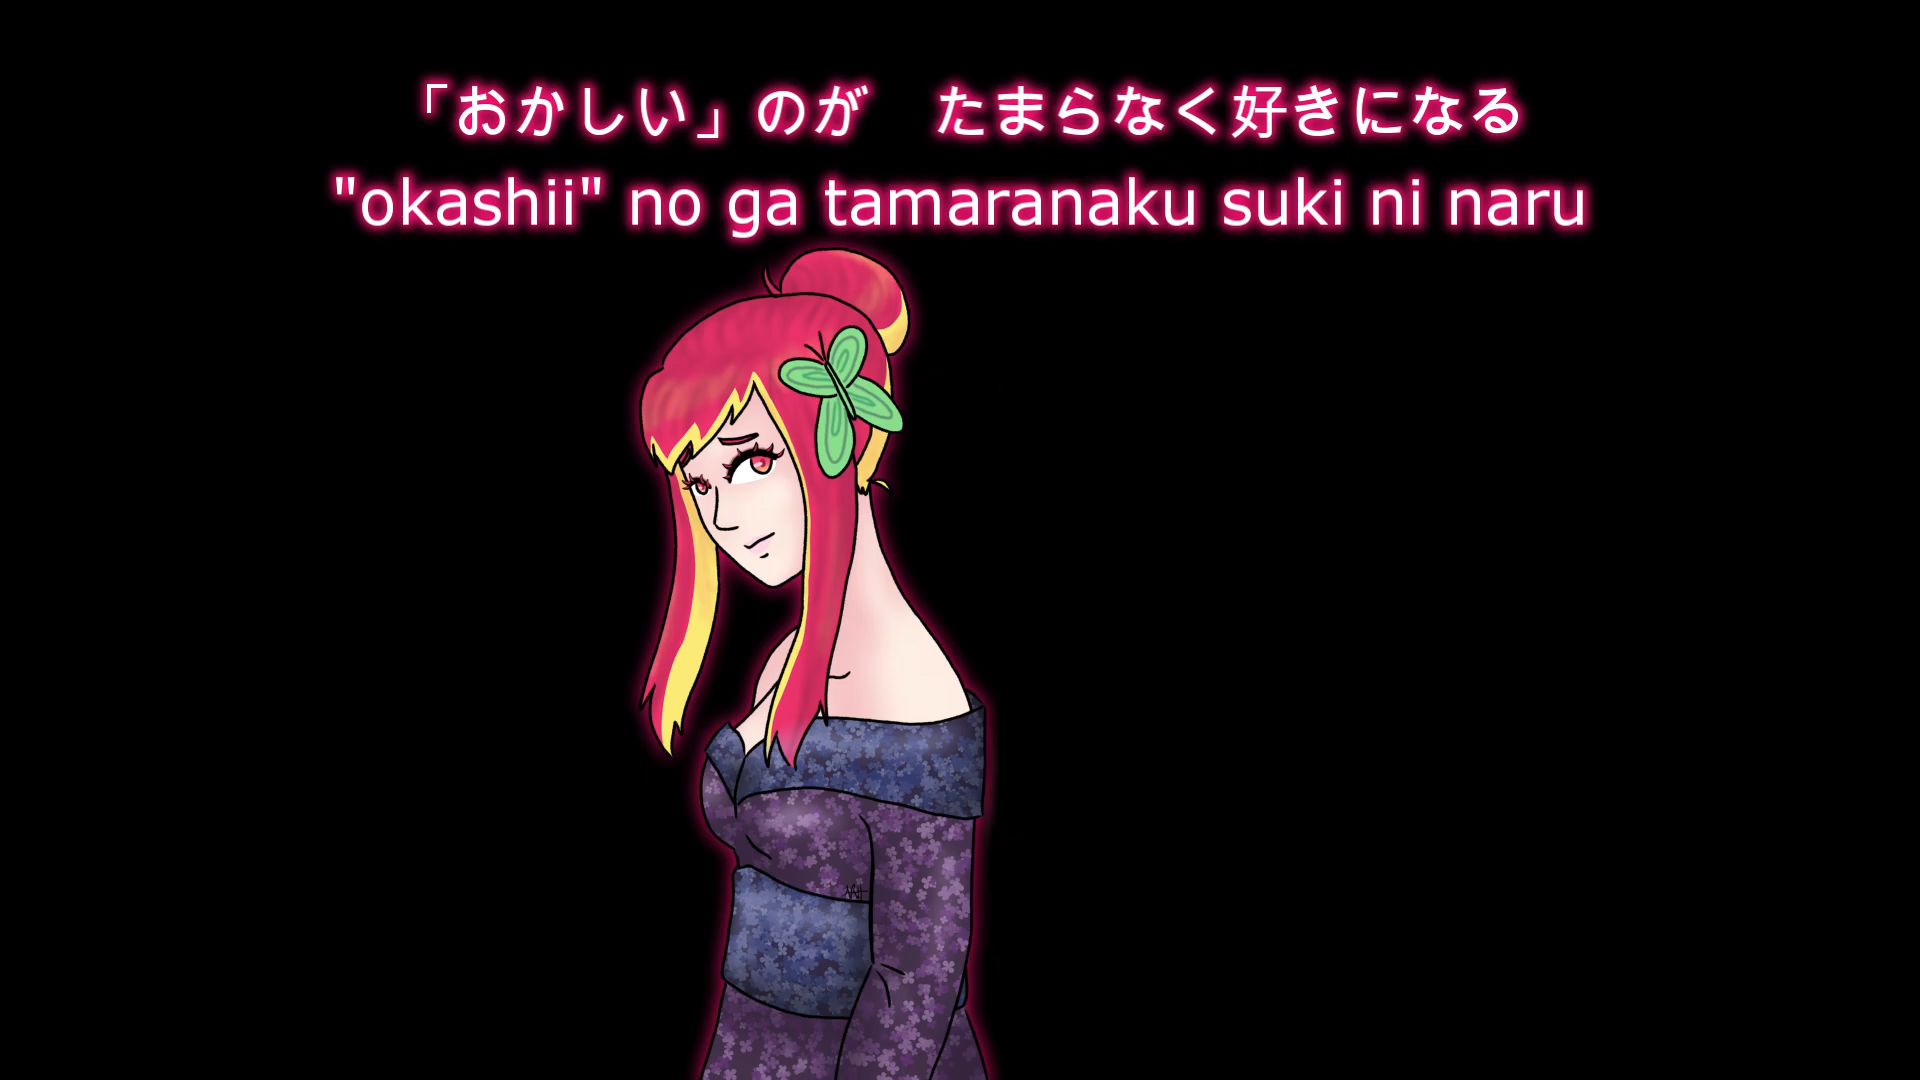 「おかしい」のが　たまらなく好きになる
"okashii" no ga tamaranaku suki ni naru